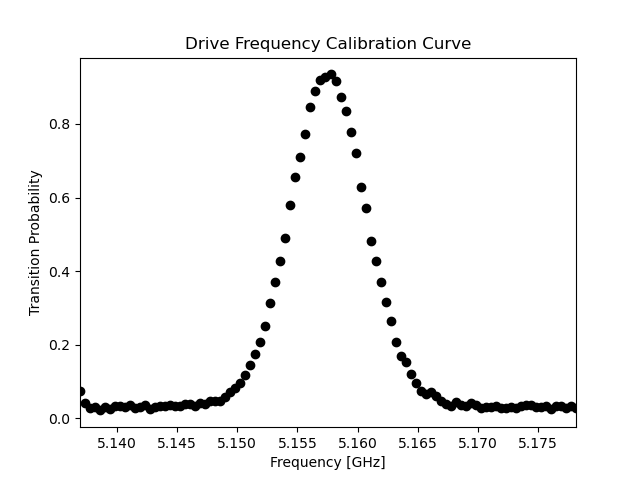 Drive Frequency Calibration Curve
0.8
0.6
0.4
0.2
0.0
Transition Probability
5.140 5.145 5.150 5.155 5.160 5.165 5.170 5.175
Frequency [GHz]